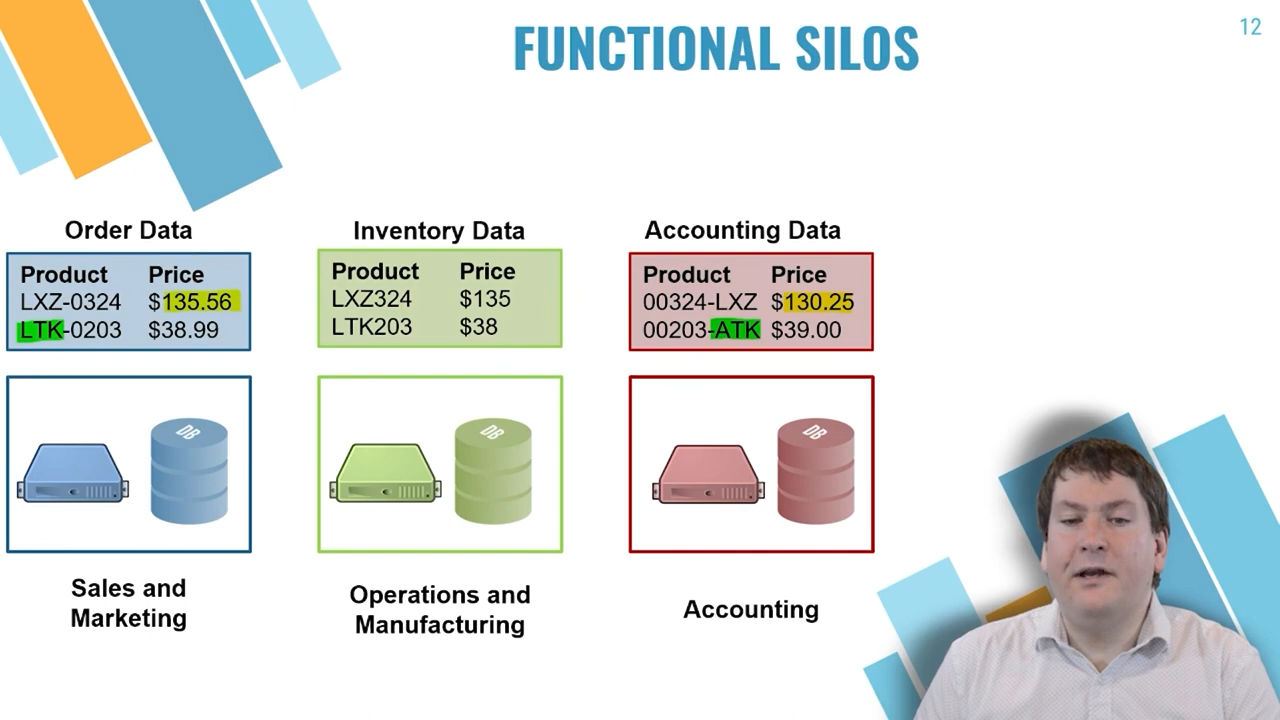 FUNCTIONAL SILOS
12
Order Data
Product Price
LXZ-0324 $135.56
LTK-0203 $38.99
Inventory Data
Product Price
LXZ324 $135
LTK203 $38
Accounting Data
Product Price
00324-LXZ $130.25
00203-ATK $39.00
DB
DB
DB
Sales and
Marketing
Operations and
Manufacturing
Accounting